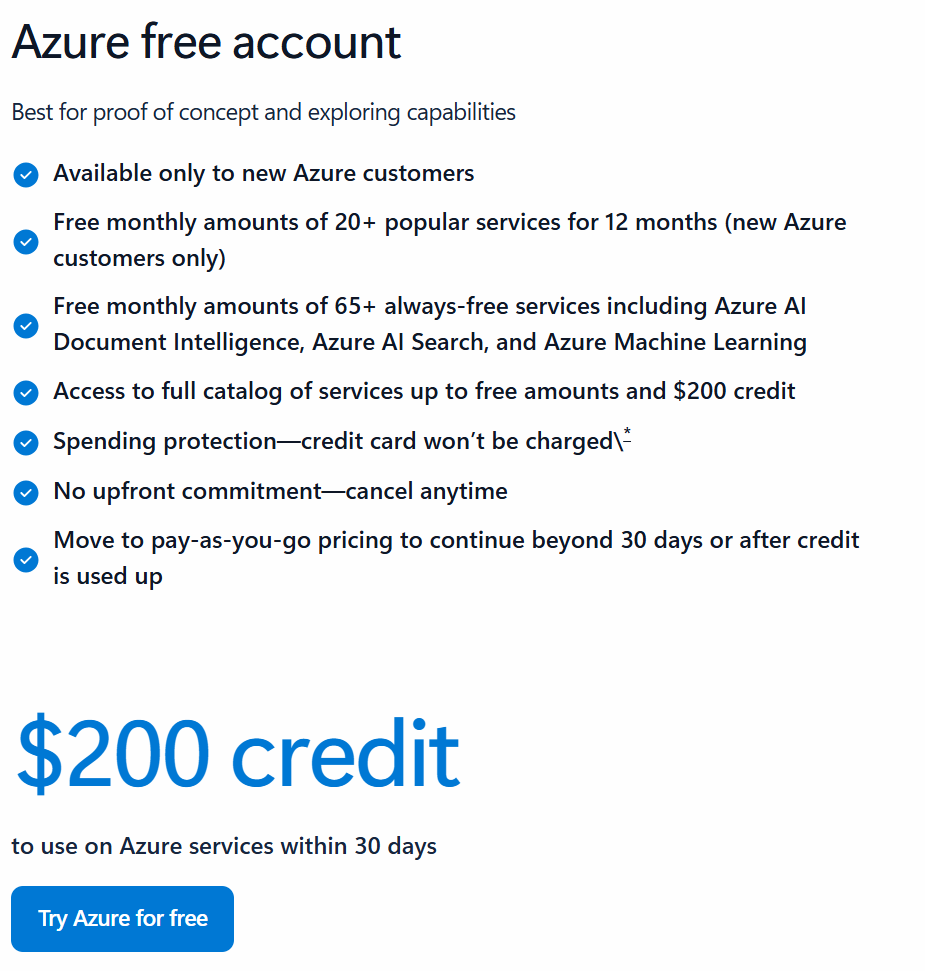 Azure free account
Best for proof of concept and exploring capabilities
Available only to new Azure customers
Free monthly amounts of 20+ popular services for 12 months (new Azure
customers only)
Free monthly amounts of 65+ always-free services including Azure AI
Document Intelligence, Azure AI Search, and Azure Machine Learning
Access to full catalog of services up to free amounts and $200 credit
Spending protection—credit card won’t be charged\*
No upfront commitment—cancel anytime
Move to pay-as-you-go pricing to continue beyond 30 days or after credit
is used up
$200 credit
to use on Azure services within 30 days
Try Azure for free